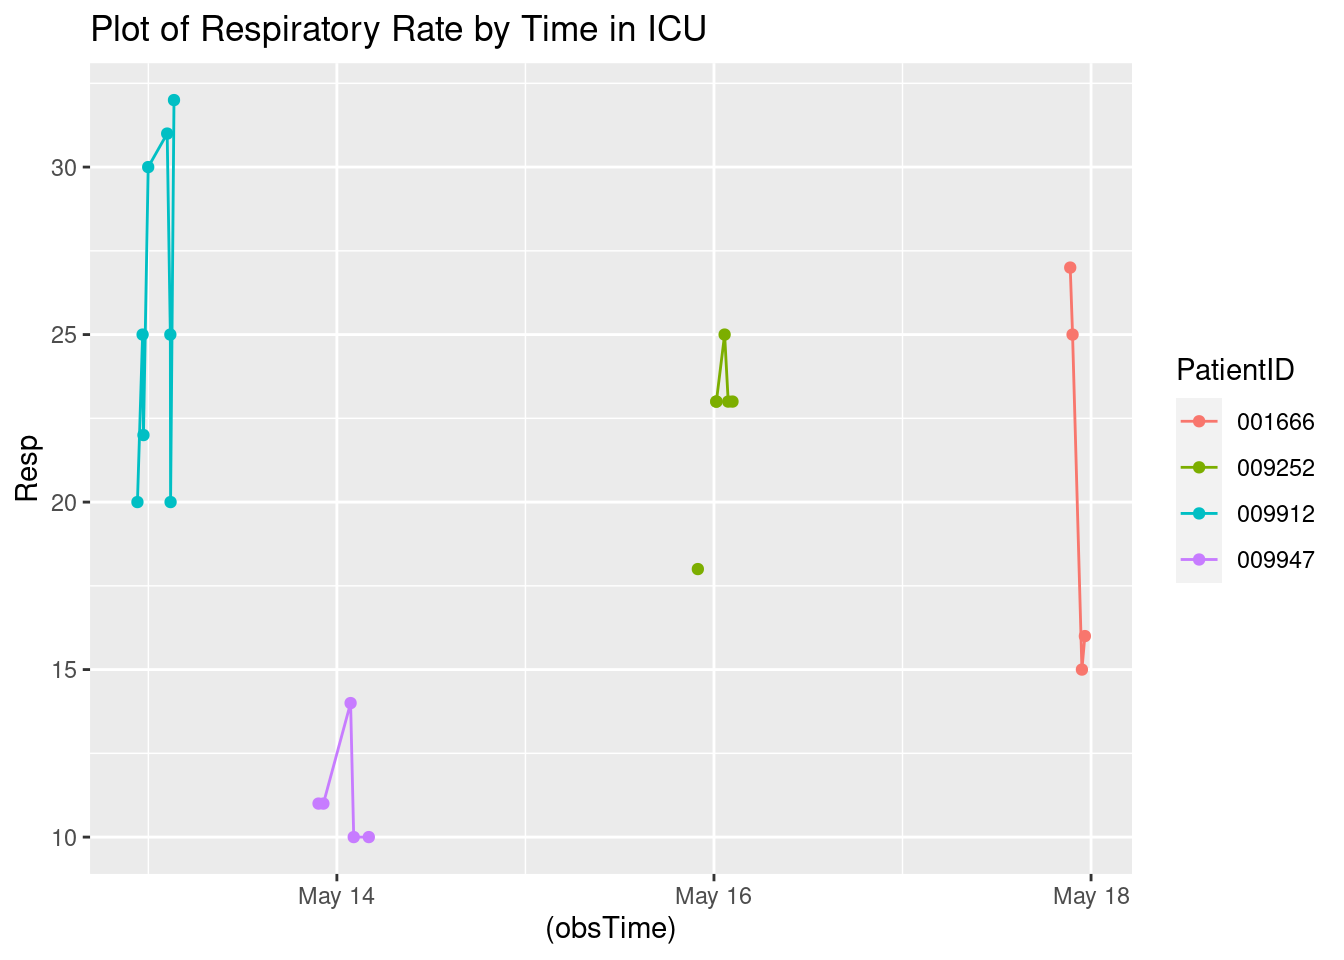 Plot of Respiratory Rate by Time in ICU
30
25
20
15
10
Resp
May 14
May 16
May 18
(obsTime)
PatientID
001666
009252
009912
009947